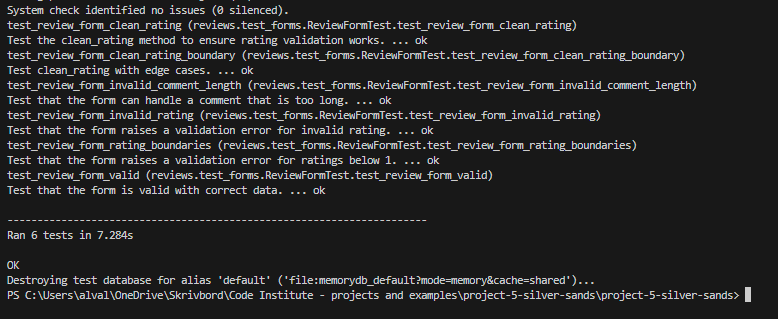 System check identified no issues (0 silenced).
test_review_form_clean_rating (reviews.test_forms.ReviewFormTest.test_review_form_clean_rating)
Test the clean_rating method to ensure rating validation works. ... ok
test_review_form_clean_rating_boundary (reviews.test_forms.ReviewFormTest.test_review_form_clean_rating_boundary)
Test clean_rating with edge cases. ... ok
test_review_form_invalid_comment_length (reviews.test_forms.ReviewFormTest.test_review_form_invalid_comment_length)
Test that the form can handle a comment that is too long. ... ok
test_review_form_invalid_rating (reviews.test_forms.ReviewFormTest.test_review_form_invalid_rating)
Test that the form raises a validation error for invalid rating. ... ok
test_review_form_rating_boundaries (reviews.test_forms.ReviewFormTest.test_review_form_rating_boundaries)
Test that the form raises a validation error for ratings below 1. ... ok
test_review_form_valid (reviews.test_forms.ReviewFormTest.test_review_form_valid)
Test that the form is valid with correct data. ... ok
----------------------------------------------------------------------
Ran 6 tests in 7.284s
OK
Destroying test database for alias 'default' ('file:memorydb_default?mode=memory&cache=shared')...
PS C:\Users\alval\OneDrive\Skrivbord\Code Institute - projects and examples\project-5-silver-sands\project-5-silver-sands>